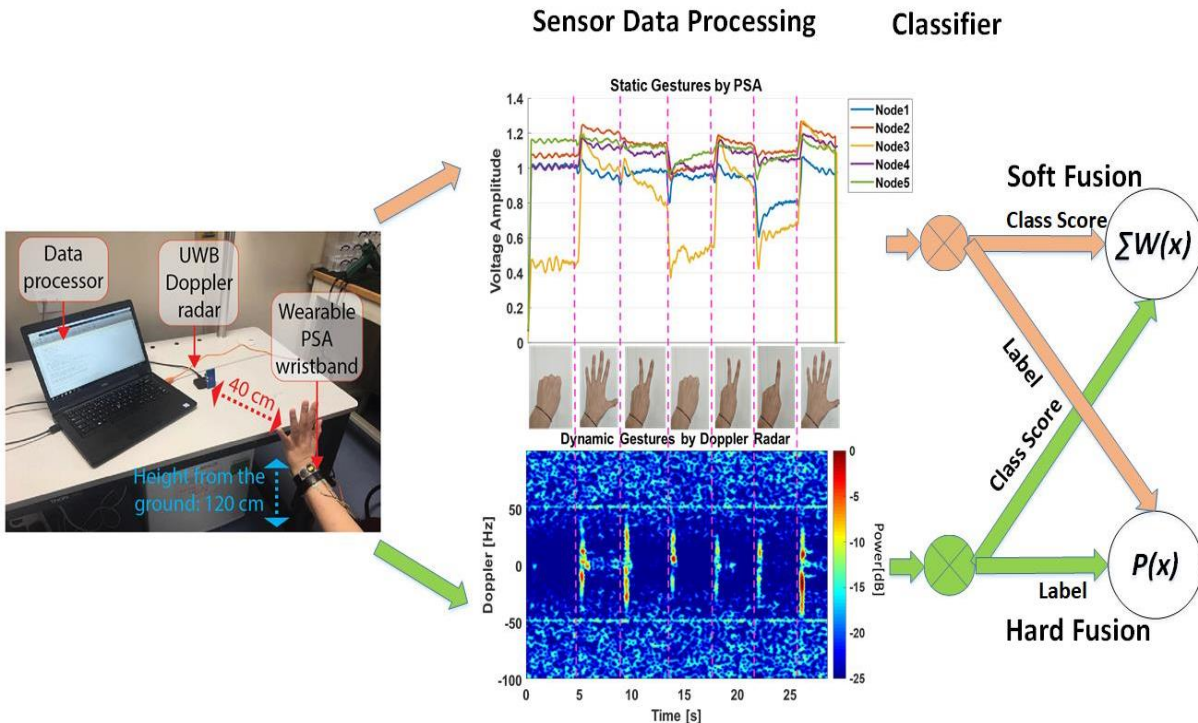 Sensor Data Processing
Classifier
Data
processor
UWB
Doppler
radar
Wearable
PSA
wristband
40 cm
Height from the
ground: 120 cm
Static Gestures by PSA
Voltage Amplitude
1.4
1.2
1
0.8
0.6
0.4
0.2
0
Node1
Node2
Node3
Node4
Node5
Dynamic Gestures by Doppler Radar
Doppler [Hz]
50
0
-50
-100
0
5
10
15
20
25
Time [s]
0
-5
-10
-15
-20
-25
Power[dB]
Soft Fusion
Class Score
∑W(x)
Label
Class Score
P(x)
Label
Hard Fusion